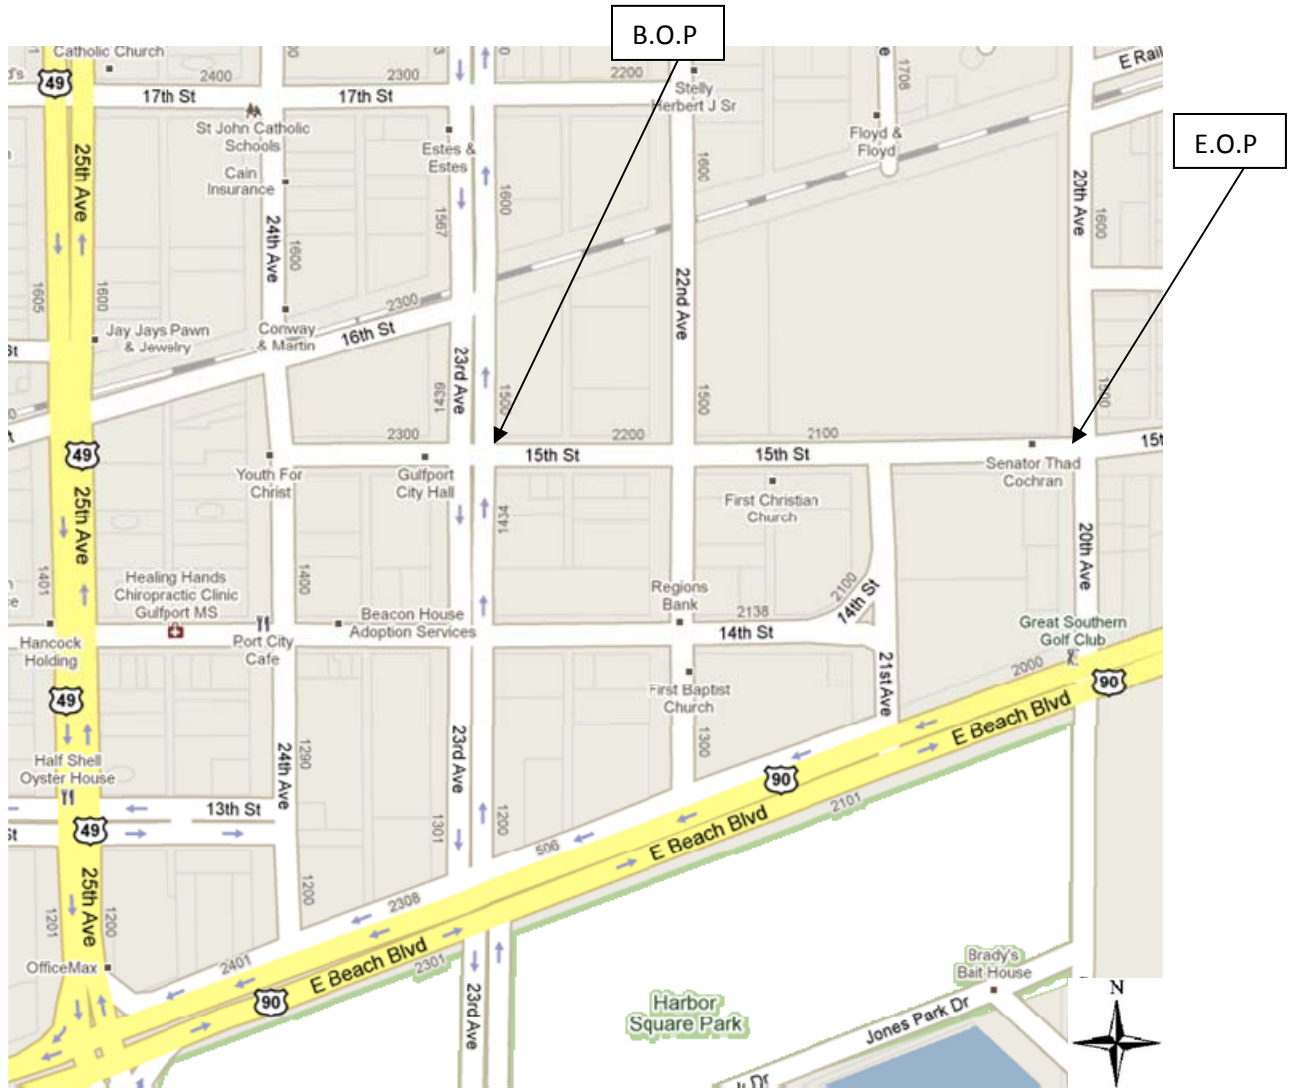 B.O.P
E.O.P
Catholic Church
49
2400
17th St
2300
17th St
2200
Stelly
Herbert J Sr
1708
E Rail
St John Catholic
Schools
Estes &
Estes
Floyd &
Floyd
Cain
Insurance
25th Ave
24th Ave
1600
1567
1600
1600
20th Ave
1600
1605
1600
22nd Ave
2300
16th St
Jay Jays Pawn
& Jewelry
Conway
& Martin
23rd Ave
1439
1500
1500
1500
49
2300
2200
2100
15th St
15th St
Youth For
Christ
Gulfport
City Hall
First Christian
Church
Senator Thad
Cochran
25th Ave
1434
20th Ave
1401
1400
Healing Hands
Chiropractic Clinic
Gulfport MS
Beacon House
Adoption Services
Regions
Bank
2138
2100
14th St
14th St
Great Southern
Golf Club
Hancock
Holding
Port City
Cafe
49
First Baptist
Church
21st Ave
2000
90
E Beach Blvd
Half Shell
Oyster House
24th Ave
1290
23rd Ave
1300
90
13th St
49
1301
1200
2101
E Beach Blvd
506
25th Ave
1200
2308
1201
1200
OfficeMax
2401
E Beach Blvd
2301
90
23rd Ave
Harbor
Square Park
Brady's
Bait House
Jones Park Dr
Dr
N